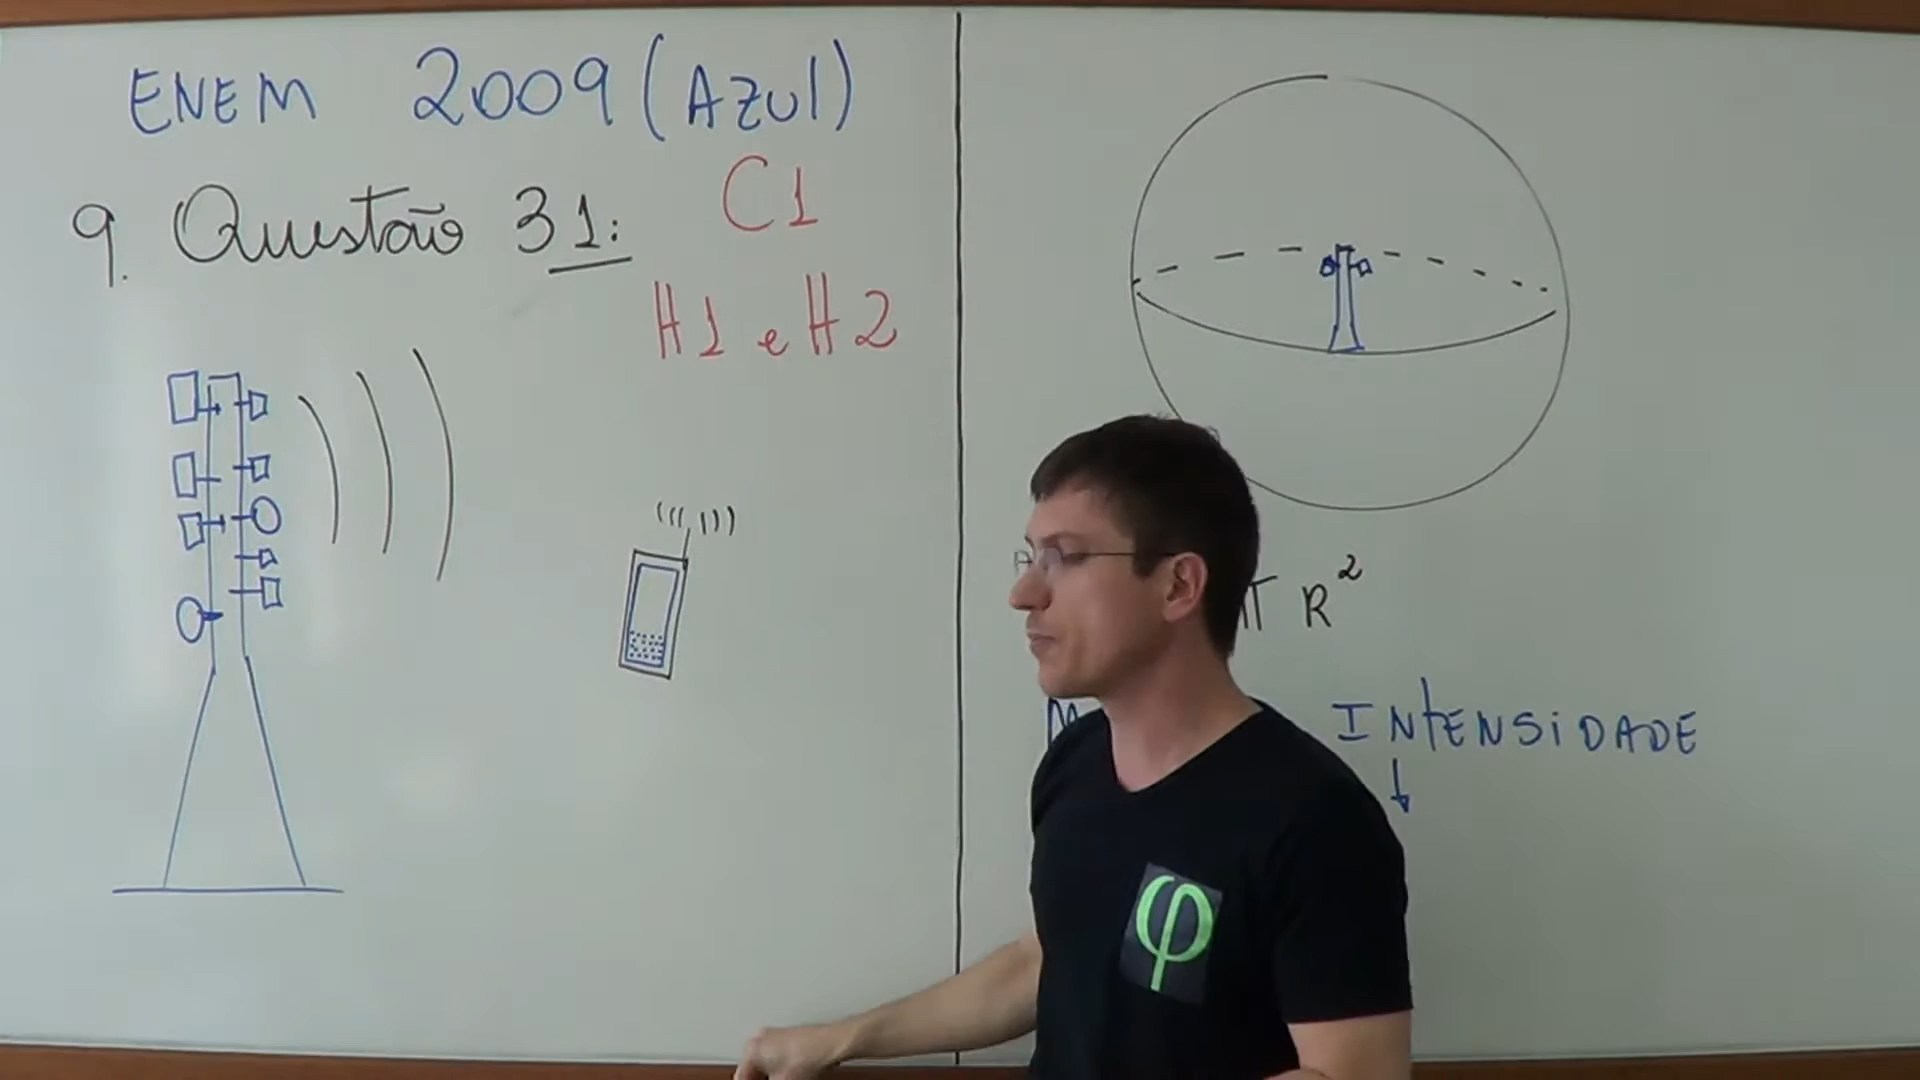 ENEM 2009 (AZUL)
9. Questão 31: C1
H1 e H2
π R²
INTENSIDADE
φ